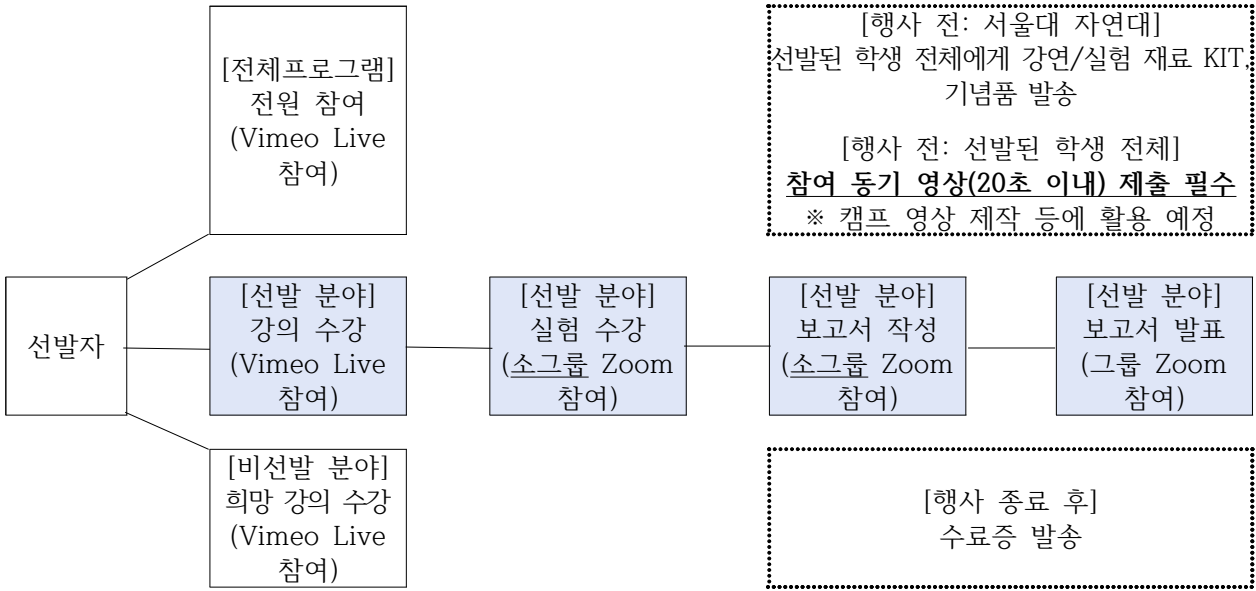 [전체프로그램]
전원 참여
(Vimeo Live
참여)
[행사 전: 서울대 자연대]
선발된 학생 전체에게 강연/실험 재료 KIT,
기념품 발송
[행사 전: 선발된 학생 전체]
참여 동기 영상(20초 이내) 제출 필수
※ 캠프 영상 제작 등에 활용 예정
선발자
[선발 분야]
강의 수강
(Vimeo Live
참여)
[선발 분야]
실험 수강
(소그룹 Zoom
참여)
[선발 분야]
보고서 작성
(소그룹 Zoom
참여)
[선발 분야]
보고서 발표
(그룹 Zoom
참여)
[비선발 분야]
희망 강의 수강
(Vimeo Live
참여)
[행사 종료 후]
수료증 발송